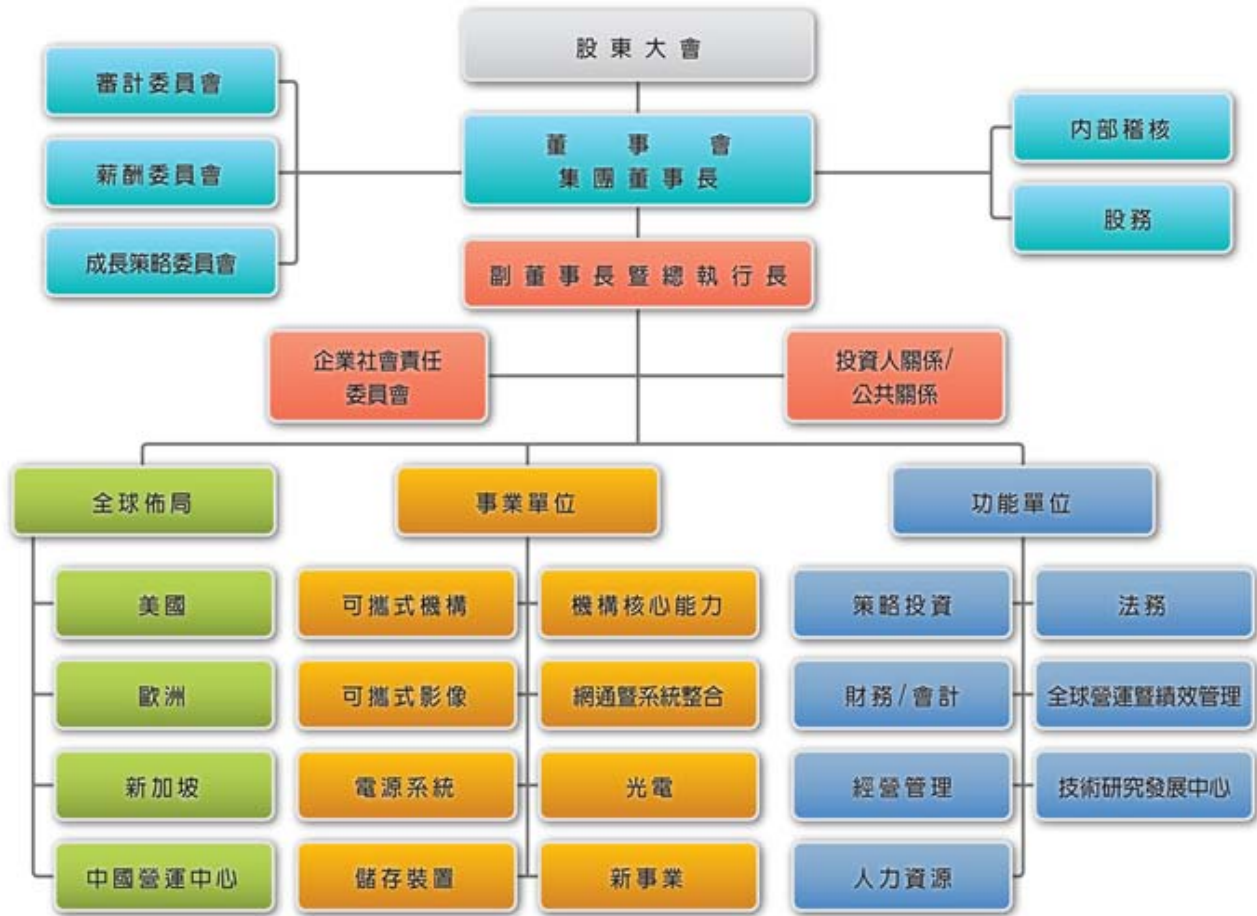 股東大會
審計委員會
薪酬委員會
成長策略委員會
董事會
集團董事長
內部稽核
股務
副董事長暨總執行長
企業社會責任
委員會
投資人關係/
公共關係
全球佈局
美國
歐洲
新加坡
中國營運中心
事業單位
可攜式機構
機構核心能力
可攜式影像
網通暨系統整合
電源系統
光電
儲存裝置
新事業
功能單位
策略投資
法務
財務/會計
全球營運暨績效管理
經營管理
技術研究發展中心
人力資源